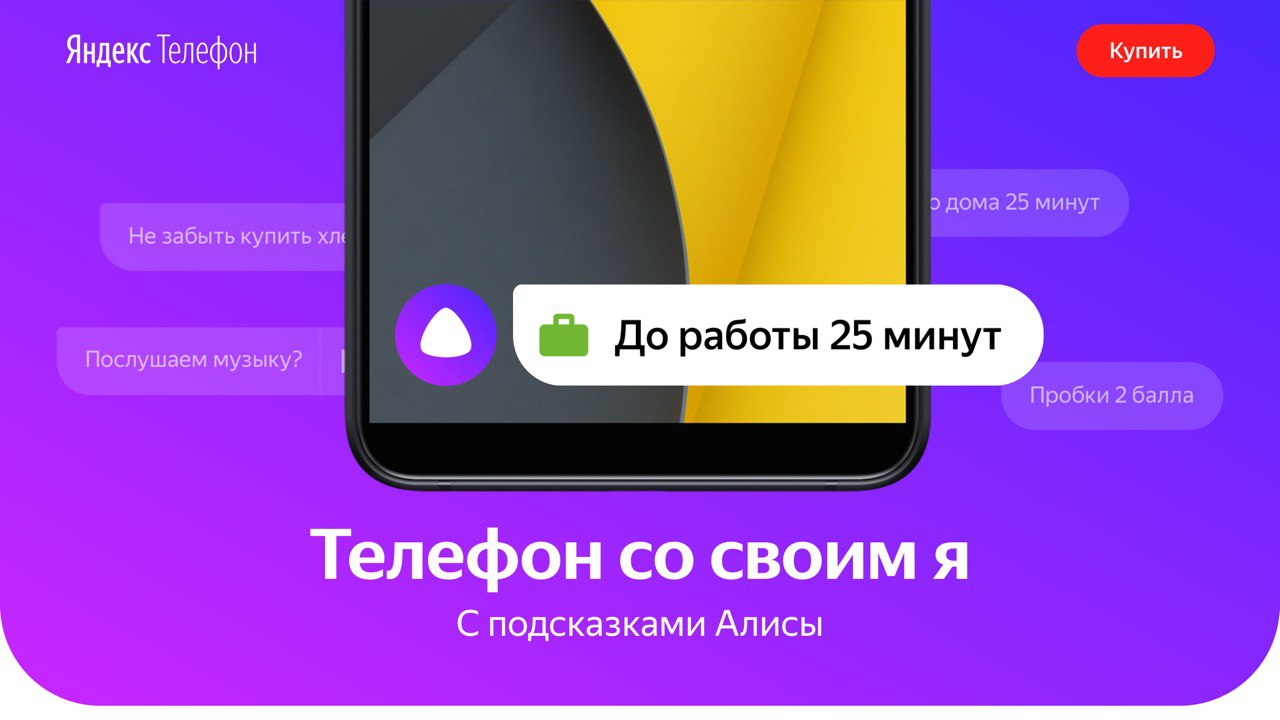 Яндекс Телефон
Купить
о дома 25 минут
Не забыть купить хле
До работы 25 минут
Послушаем музыку?
Пробки 2 балла
Телефон со своим я
С подсказками Алисы